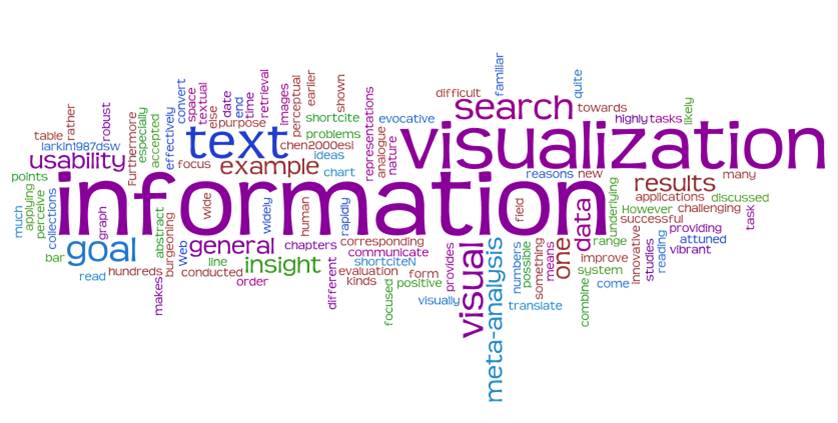 familiar
quite
difficult
search
towards
highly
tasks
likely
rather
robust
table
larkin1987dsw
usability
points
Furthermore
especially
accepted
effectively
convert
space
textual
else
date
end
time
retrieval
purpose
images
perceptual
earlier
shown
shortcite
problems
chen2000esl
ideas
text
focus
example
chart
representations
analogue
nature
evocative
visualization
reasons
new
results
many
applications
discussed
However
challenging
successful
providing
task
attuned
vibrant
much
applying
perceive
collections
information
graph
wide
widely
human
rapidly
field
data
underlying
bar
goal
abstract
burgeoning
Web
general
chapters
corresponding
communicate
shortciteN
line
insight
evaluation
form
read
hundreds
conducted
order
kinds
positive
makes
different
focused
provides
visually
visual
meta-analysis
numbers
possible
something
means
one
range
improve
system
come
innovative
studies
reading
translate
combine